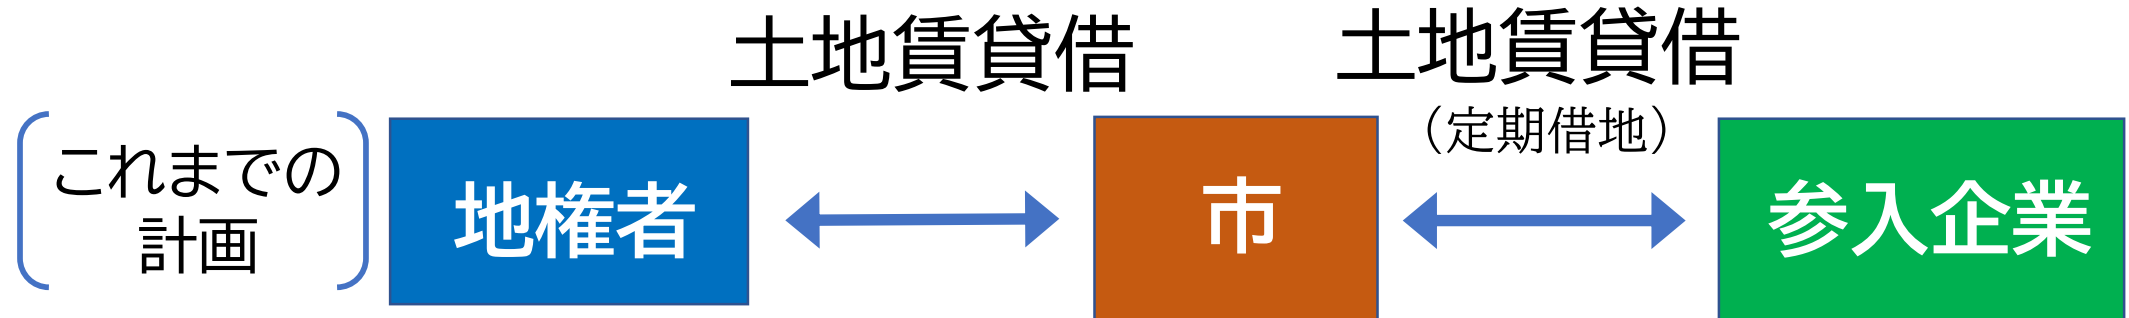 土地賃貸借
土地賃貸借
（定期借地）
これまでの
計画
地権者
市
参入企業